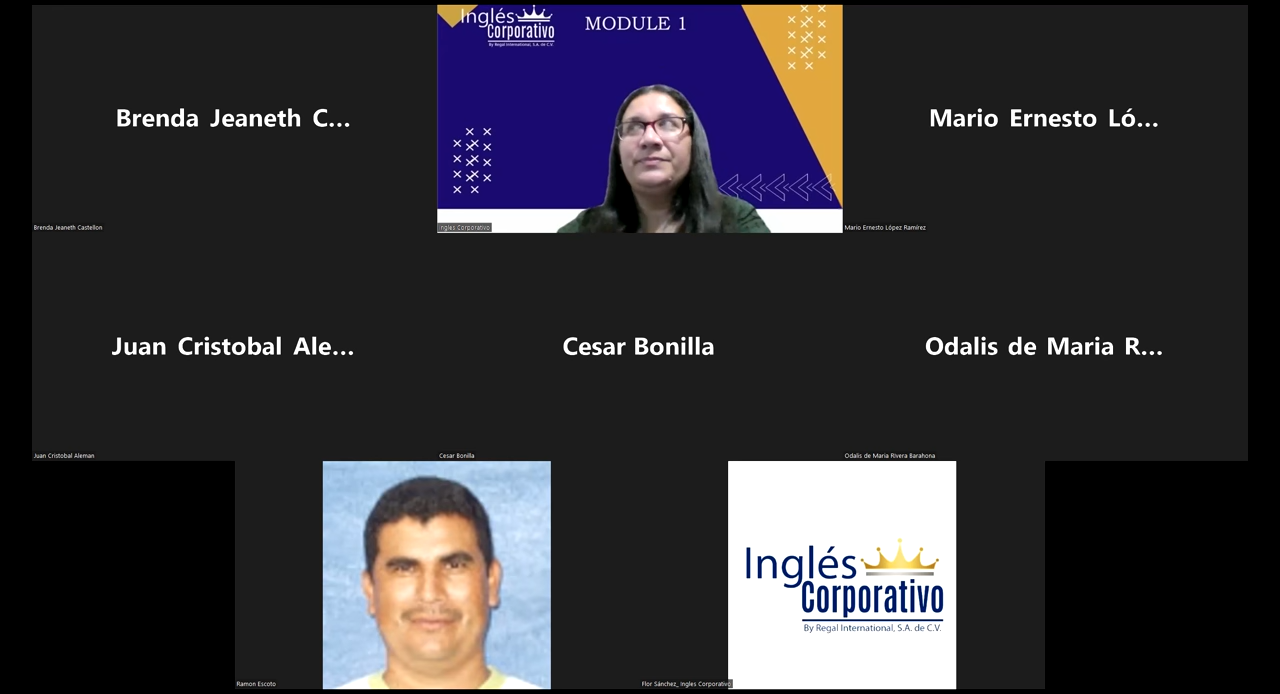 Inglés
Corporativo
By Regal International, S.A. de C.V.
MODULE 1
Brenda Jeaneth C...
Mario Ernesto Ló...
Brenda Jeaneth Castellon
Ingles Corporativo
Mario Ernesto López Ramírez
Juan Cristobal Ale...
Cesar Bonilla
Odalis de Maria R...
Juan Cristobal Aleman
Cesar Bonilla
Odalis de Maria Rivera Barahona
Inglés
Corporativo
By Regal International, S.A. de C.V.
Ramon Escoto
Flor Sánchez_ Ingles Corporativo